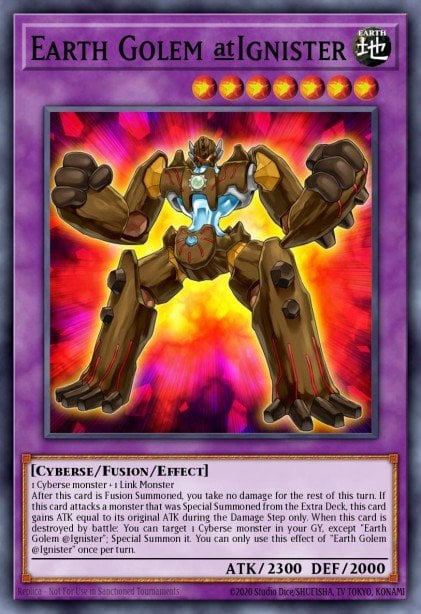 EARTH GOLEM @IGNISTER
EARTH
地
[CYBERSE/FUSION/EFFECT]
1 Cyberse monster + 1 Link Monster
After this card is Fusion Summoned, you take no damage for the rest of this turn. If
this card attacks a monster that was Special Summoned from the Extra Deck, this card
gains ATK equal to its original ATK during the Damage Step only. When this card is
destroyed by battle: You can target 1 Cyberse monster in your GY, except "Earth
Golem @Ignister"; Special Summon it. You can only use this effect of "Earth Golem
@Ignister" once per turn.
ATK/2300 DEF/2000
Replica - Not For Use in Sanctioned Tournaments
©2020 Studio Dice/SHUEISHA, TV TOKYO, KONAMI